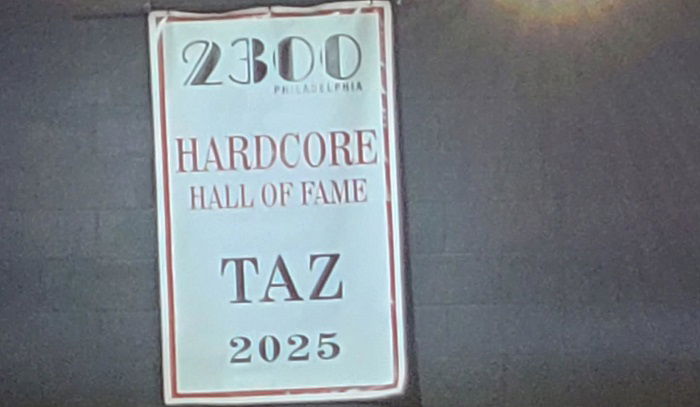 2300
PHILADELPHIA
HARDCORE
HALL OF FAME
TAZ
2025